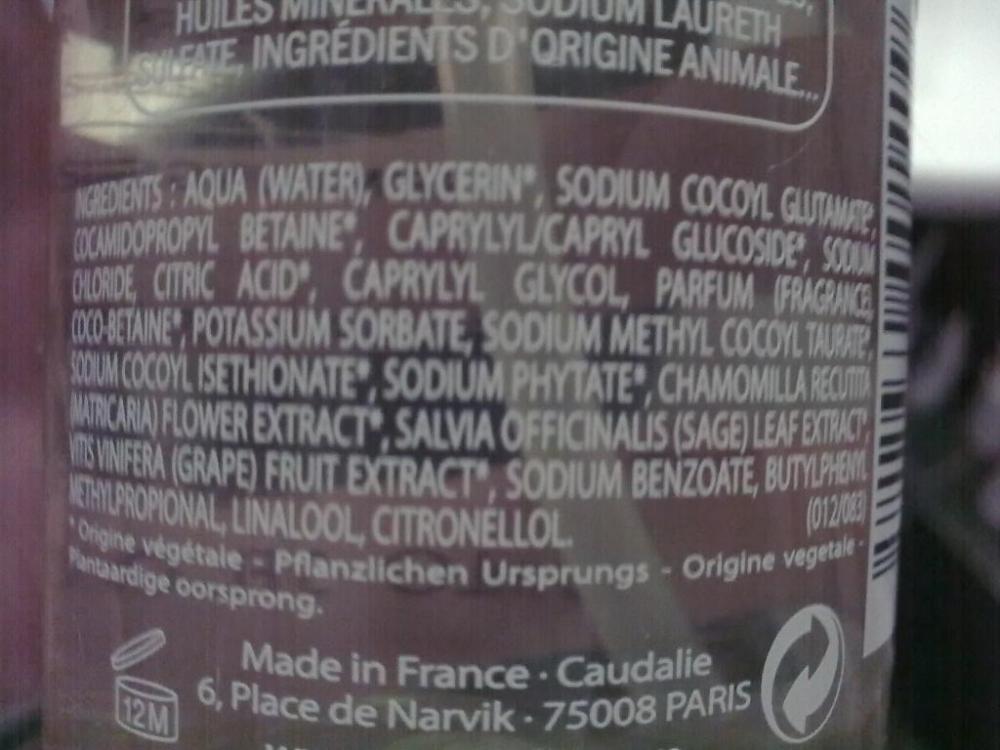 HUILES MINÉRALES, SODIUM LAURETH
SULFATE, INGRÉDIENTS D'ORIGINE ANIMALE...
INGREDIENTS : AQUA (WATER), GLYCERIN*, SODIUM COCOYL GLUTAMATE*,
COCAMIDOPROPYL BETAINE*, CAPRYLYL/CAPRYL GLUCOSIDE*, SODIUM
CHLORIDE, CITRIC ACID*, CAPRYLYL GLYCOL, PARFUM (FRAGRANCE),
COCO-BETAINE*, POTASSIUM SORBATE, SODIUM METHYL COCOYL TAURATE*,
SODIUM COCOYL ISETHIONATE*, SODIUM PHYTATE*, CHAMOMILLA RECUTITA
(MATRICARIA) FLOWER EXTRACT*, SALVIA OFFICINALIS (SAGE) LEAF EXTRACT*,
VITIS VINIFERA (GRAPE) FRUIT EXTRACT*, SODIUM BENZOATE, BUTYLPHENYL
METHYLPROPIONAL, LINALOOL, CITRONELLOL. (012/083)
* Origine végétale - Pflanzlichen Ursprungs - Origine vegetale -
Plantaardige oorsprong.
Made in France · Caudalie
6, Place de Narvik · 75008 PARIS
12M